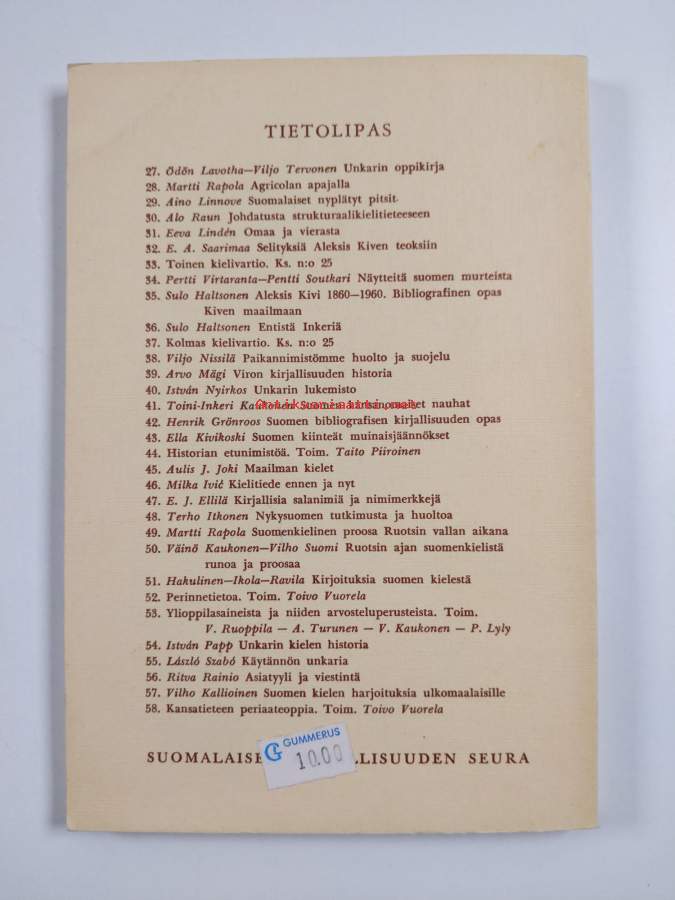 TIETOLIPAS
27. Ödön Lavotha—Viljo Tervonen Unkarin oppikirja
28. Martti Rapola Agricolan apajalla
29. Aino Linnove Suomalaiset nyplätyt pitsit
30. Alo Raun Johdatusta strukturaalikielitieteeseen
31. Eeva Lindén Omaa ja vierasta
32. E. A. Saarimaa Selityksiä Aleksis Kiven teoksiin
33. Toinen kielivartio. Ks. n:o 25
34. Pertti Virtaranta—Pentti Soutkari Näytteitä suomen murteista
35. Sulo Haltsonen Aleksis Kivi 1860—1960. Bibliografinen opas
Kiven maailmaan
36. Sulo Haltsonen Entistä Inkeriä
37. Kolmas kielivartio. Ks. n:o 25
38. Viljo Nissilä Paikannimistömme huolto ja suojelu
39. Arvo Mägi Viron kirjallisuuden historia
40. István Nyirkos Unkarin lukemisto
41. Toini-Inkeri Kaukonen Suomen kansanomaiset nauhat
42. Henrik Grönroos Suomen bibliografisen kirjallisuuden opas
43. Ella Kivikoski Suomen kiinteät muinaisjäännökset
44. Historian etunimistöä. Toim. Taito Piiroinen
45. Aulis J. Joki Maailman kielet
46. Milka Ivić Kielitiede ennen ja nyt
47. E. J. Ellilä Kirjallisia salanimiä ja nimimerkkejä
48. Terho Itkonen Nykysuomen tutkimusta ja huoltoa
49. Martti Rapola Suomenkielinen proosa Ruotsin vallan aikana
50. Väinö Kaukonen—Vilho Suomi Ruotsin ajan suomenkielistä
runoa ja proosaa
51. Hakulinen—Ikola—Ravila Kirjoituksia suomen kielestä
52. Perinnetietoa. Toim. Toivo Vuorela
53. Ylioppilasaineista ja niiden arvosteluperusteista. Toim.
V. Ruoppila — A. Turunen — V. Kaukonen — P. Lyly
54. István Papp Unkarin kielen historia
55. László Szabó Käytännön unkaria
56. Ritva Rainio Asiatyyli ja viestintä
57. Vilho Kallioinen Suomen kielen harjoituksia ulkomaalaisille
58. Kansatieteen periaateoppia. Toim. Toivo Vuorela
GUMMERUS
10.00
SUOMALAISE LLISUUDEN SEURA